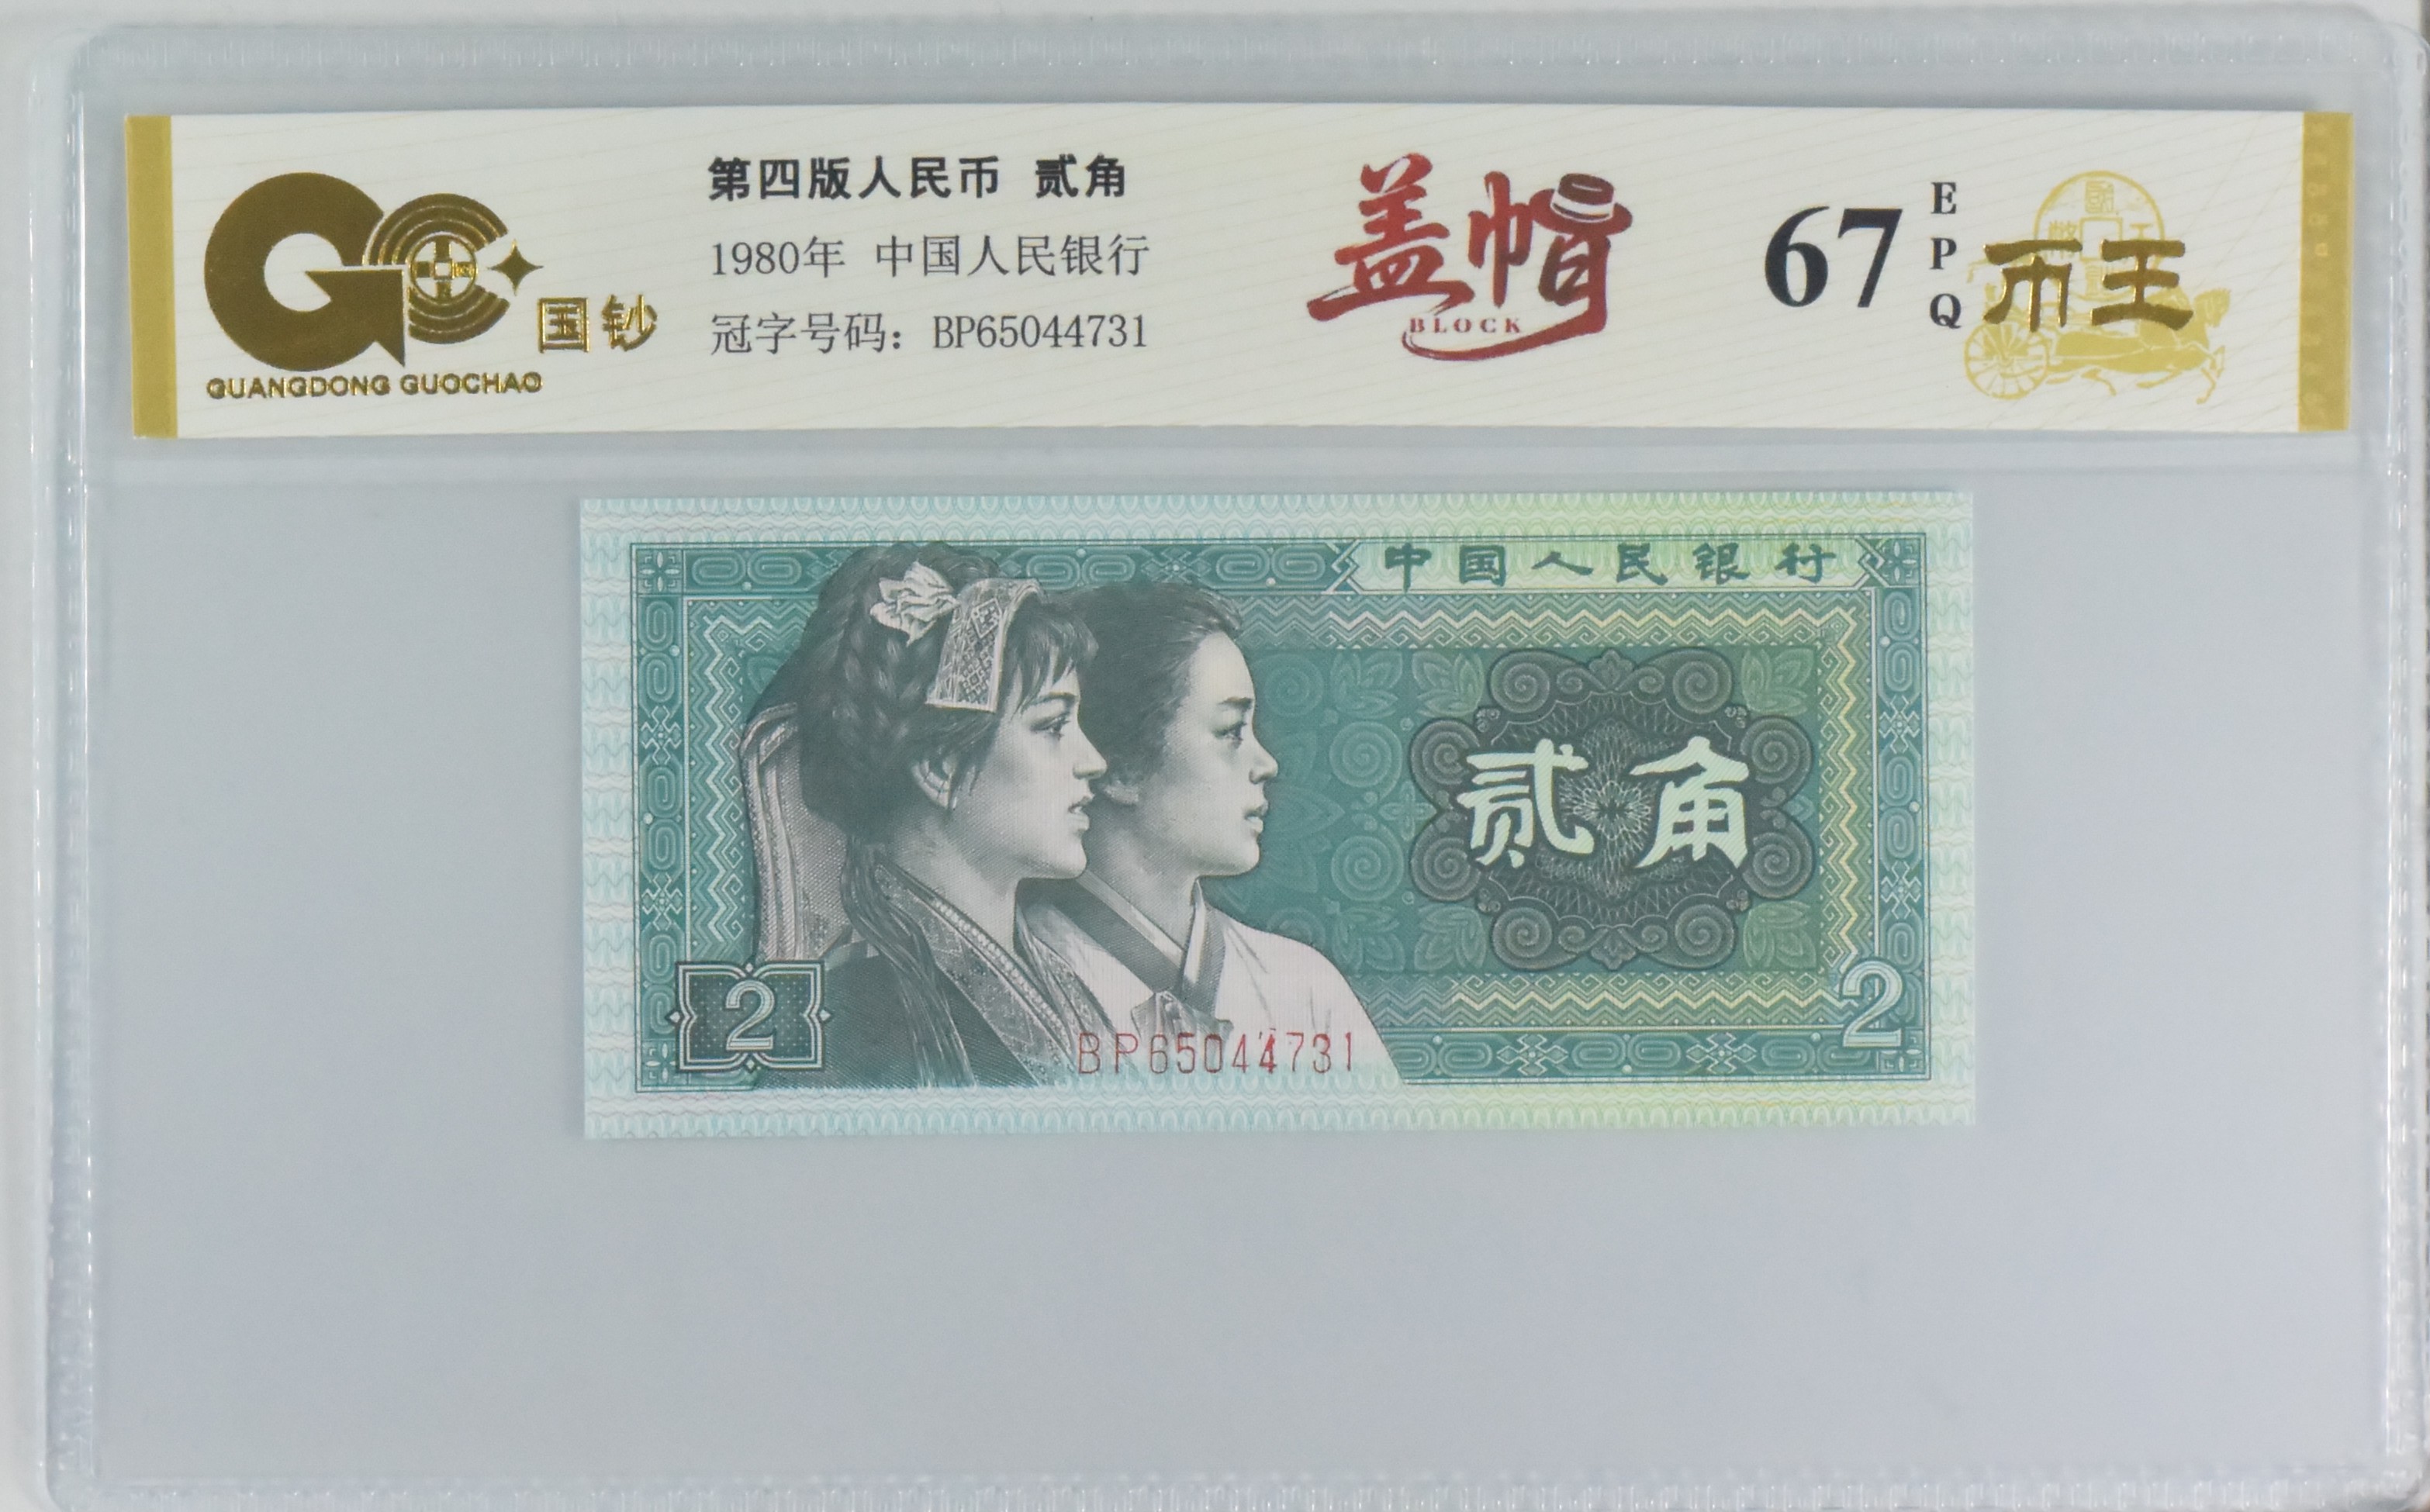 第四版人民币 贰角
1980年 中国人民银行
冠字号码：BP65044731
国钞
GUANGDONG GUOCHAO
盖帽
BLOCK
67
EPQ
币王
中国人民银行
贰角
2
2
BP65044731